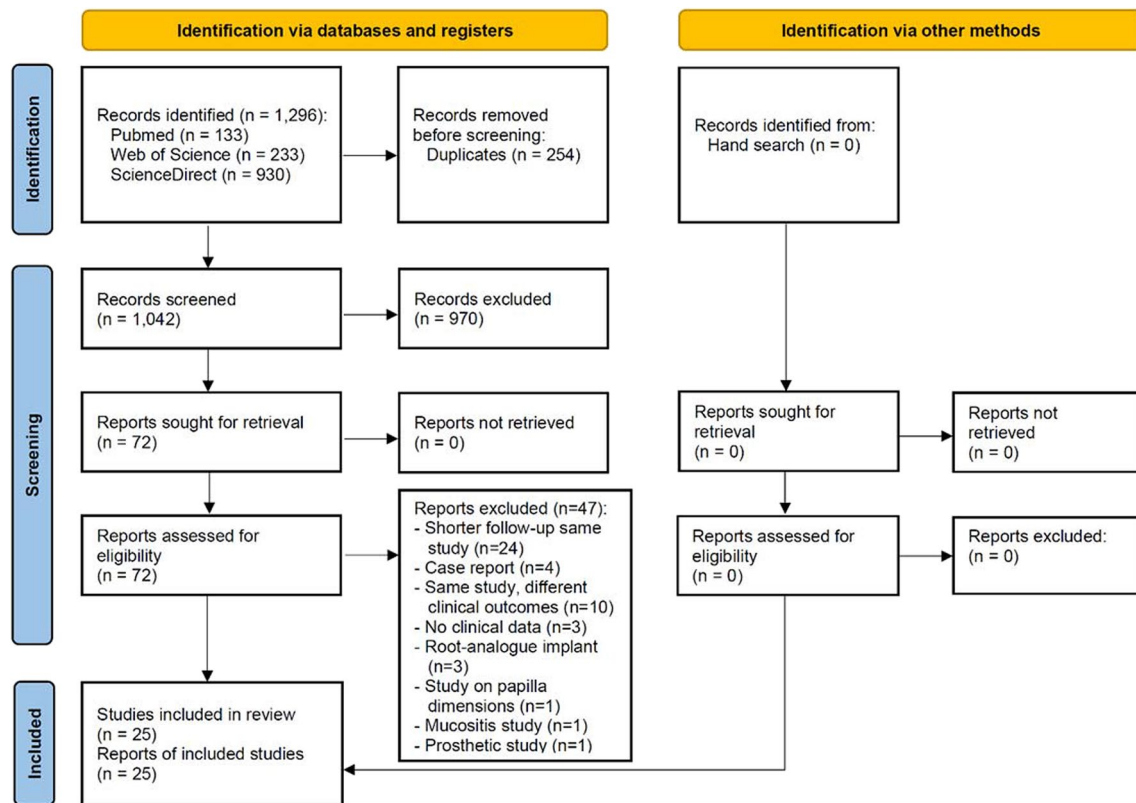 Identification via databases and registers
Identification via other methods
Identification
Records identified (n = 1,296):
Pubmed (n = 133)
Web of Science (n = 233)
ScienceDirect (n = 930)
Records removed
before screening:
Duplicates (n = 254)
Records identified from:
Hand search (n = 0)
Screening
Records screened
(n = 1,042)
Records excluded
(n = 970)
Reports sought for retrieval
(n = 72)
Reports not retrieved
(n = 0)
Reports sought for
retrieval
(n = 0)
Reports not
retrieved
(n = 0)
Reports assessed for
eligibility
(n = 72)
Reports excluded (n=47):
- Shorter follow-up same
study (n=24)
- Case report (n=4)
- Same study, different
clinical outcomes (n=10)
- No clinical data (n=3)
- Root-analogue implant
(n=3)
- Study on papilla
dimensions (n=1)
- Mucositis study (n=1)
- Prosthetic study (n=1)
Reports assessed for
eligibility
(n = 0)
Reports excluded:
(n = 0)
Included
Studies included in review
(n = 25)
Reports of included studies
(n = 25)